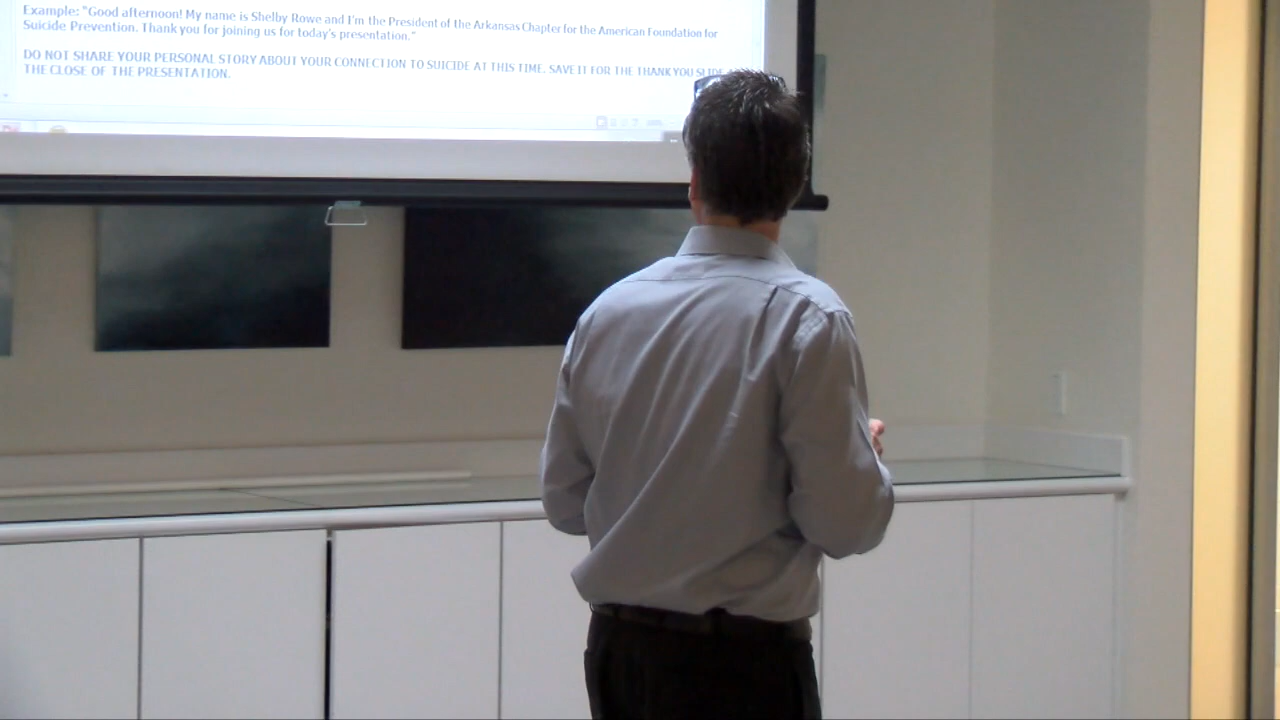 Example: "Good afternoon! My name is Shelby Rowe and I'm the President of the Arkansas Chapter for the American Foundation for
Suicide Prevention. Thank you for joining us for today's presentation."
DO NOT SHARE YOUR PERSONAL STORY ABOUT YOUR CONNECTION TO SUICIDE AT THIS TIME. SAVE IT FOR THE THANK YOU SLIDE
THE CLOSE OF THE PRESENTATION.